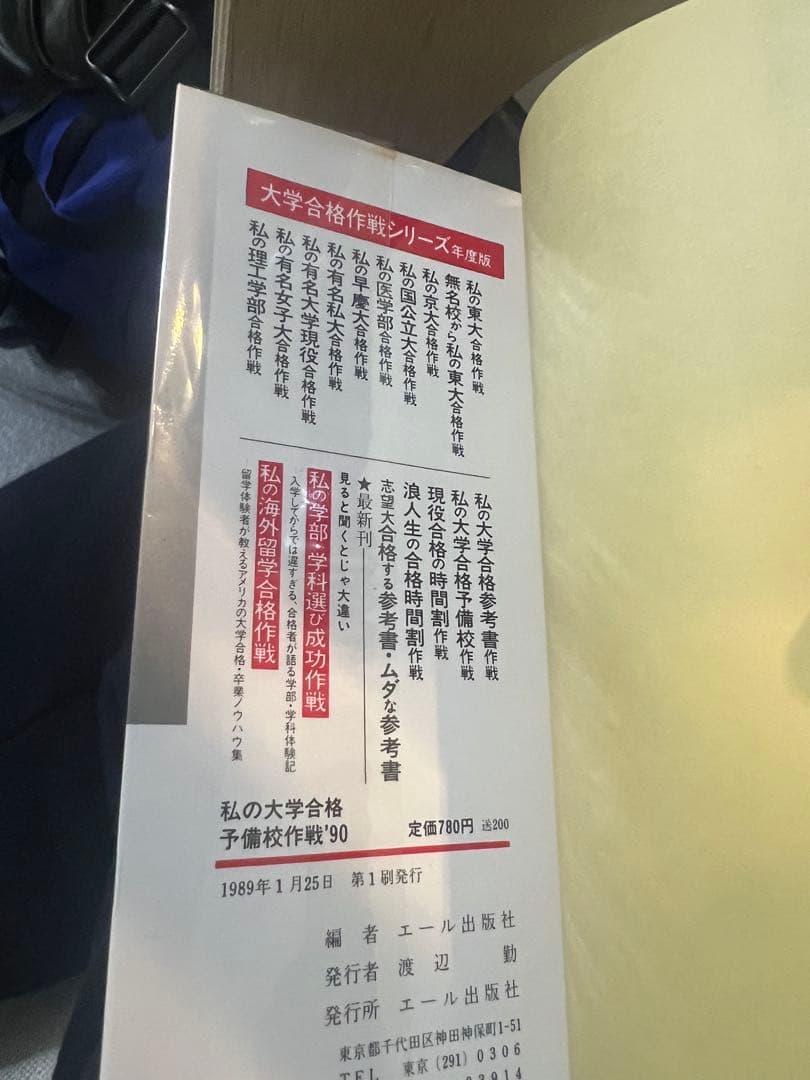 大学合格作戦シリーズ年度版
私の東大合格作戦
無名校から私の東大合格作戦
私の京大合格作戦
私の国公立大合格作戦
私の医学部合格作戦
私の早慶大合格作戦
私の有名私大合格作戦
私の有名大学現役合格作戦
私の有名女子大合格作戦
私の理工学部合格作戦
私の大学合格参考書作戦
私の大学合格予備校作戦
現役合格の時間割作戦
浪人生の合格時間割作戦
志望大合格する参考書・ムダな参考書
★最新刊
見ると聞くとじゃ大違い
私の学部・学科選び成功作戦
入学してからでは遅すぎる、合格者が語る学部・学科体験記
私の海外留学合格作戦
留学体験者が教えるアメリカの大学合格・卒業ノウハウ集
私の大学合格
予備校作戦'90 定価780円 送200
1989年1月25日 第1刷発行
編者 エール出版社
発行者 渡辺 勤
発行所 エール出版社
東京都千代田区神田神保町1-51
TEL 東京(291)0306
3914